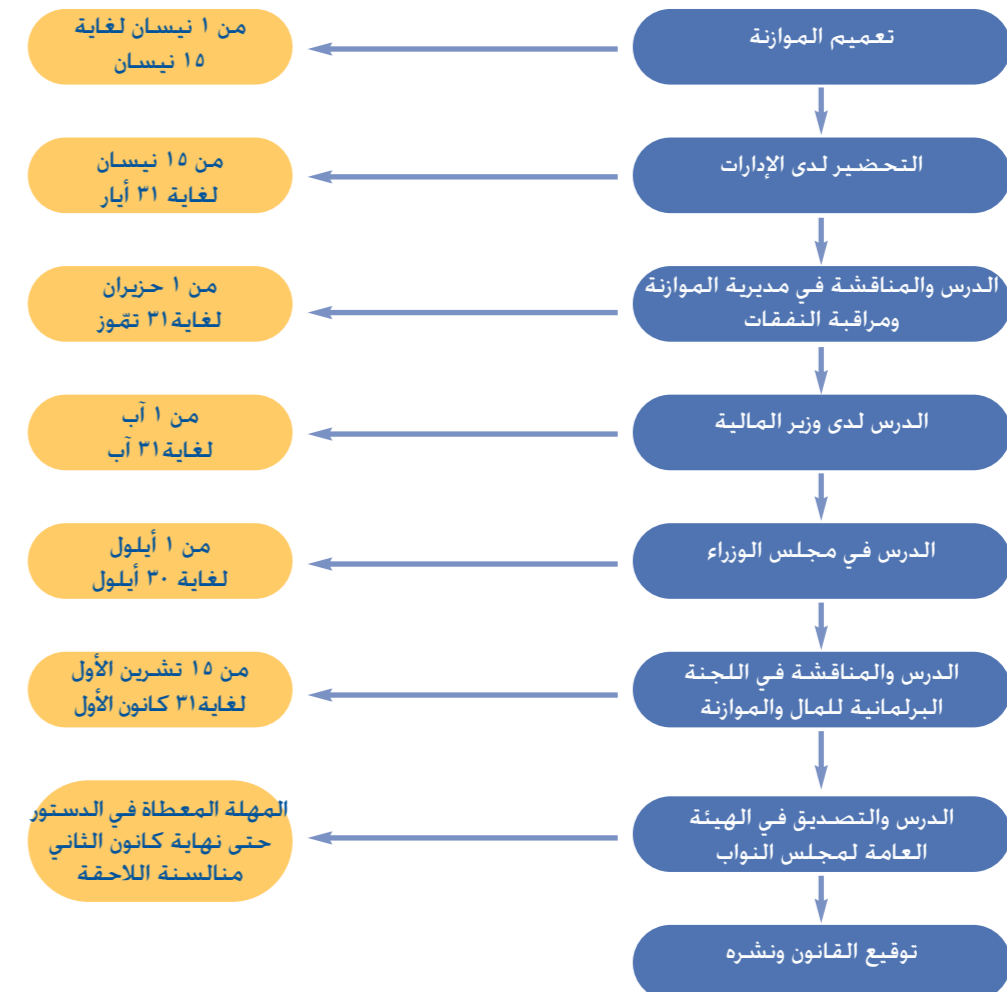 تعميم الموازنة
من ١ نيسان لغاية
١٥ نيسان
التحضير لدى الإدارات
من ١٥ نيسان
لغاية ٣١ أيار
الدرس والمناقشة في مديرية الموازنة
ومراقبة النفقات
من ١ حزيران
لغاية٣١ تمّوز
الدرس لدى وزير المالية
من ١ آب
لغاية٣١ آب
الدرس في مجلس الوزراء
من ١ أيلول
لغاية ٣٠ أيلول
الدرس والمناقشة في اللجنة
البرلمانية للمال والموازنة
من ١٥ تشرين الأول
لغاية٣١ كانون الأول
الدرس والتصديق في الهيئة
العامة لمجلس النواب
المهلة المعطاة في الدستور
حتى نهاية كانون الثاني
منالسنة اللاحقة
توقيع القانون ونشره